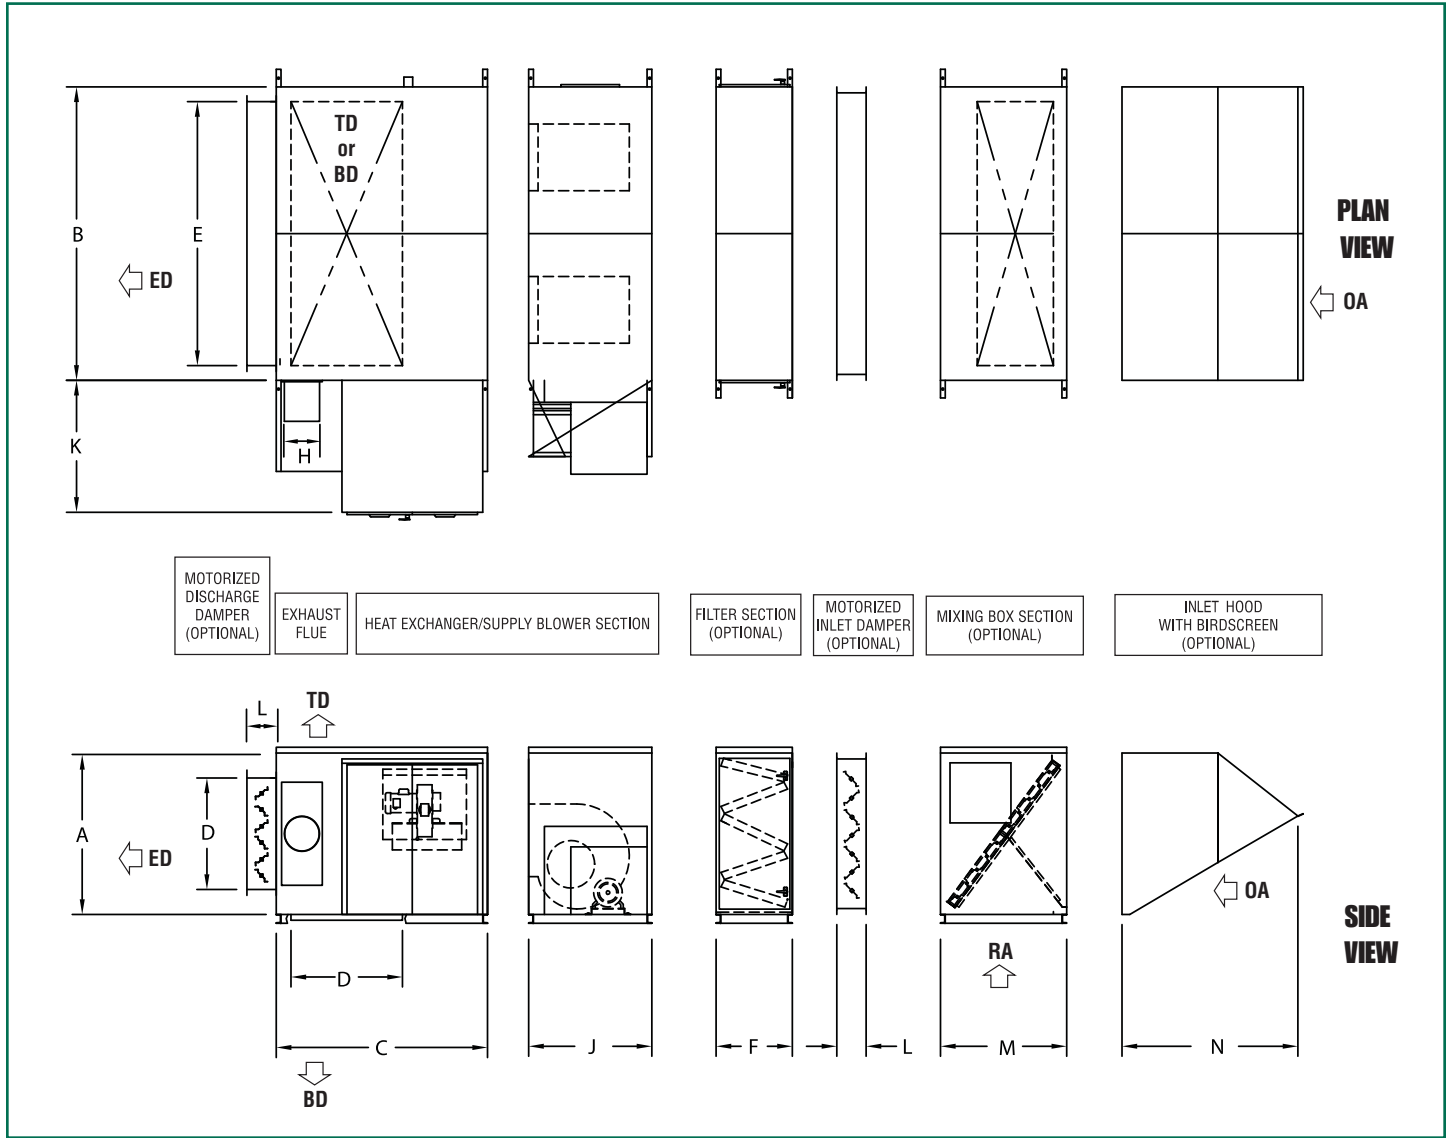 TD
or
BD
PLAN
VIEW
B
E
ED
OA
K
H
MOTORIZED
DISCHARGE
DAMPER
(OPTIONAL)
EXHAUST
FLUE
HEAT EXCHANGER/SUPPLY BLOWER SECTION
FILTER SECTION
(OPTIONAL)
MOTORIZED
INLET DAMPER
(OPTIONAL)
MIXING BOX SECTION
(OPTIONAL)
INLET HOOD
WITH BIRDSCREEN
(OPTIONAL)
L
TD
A
D
ED
OA
SIDE
VIEW
RA
D
C
J
F
L
M
N
BD